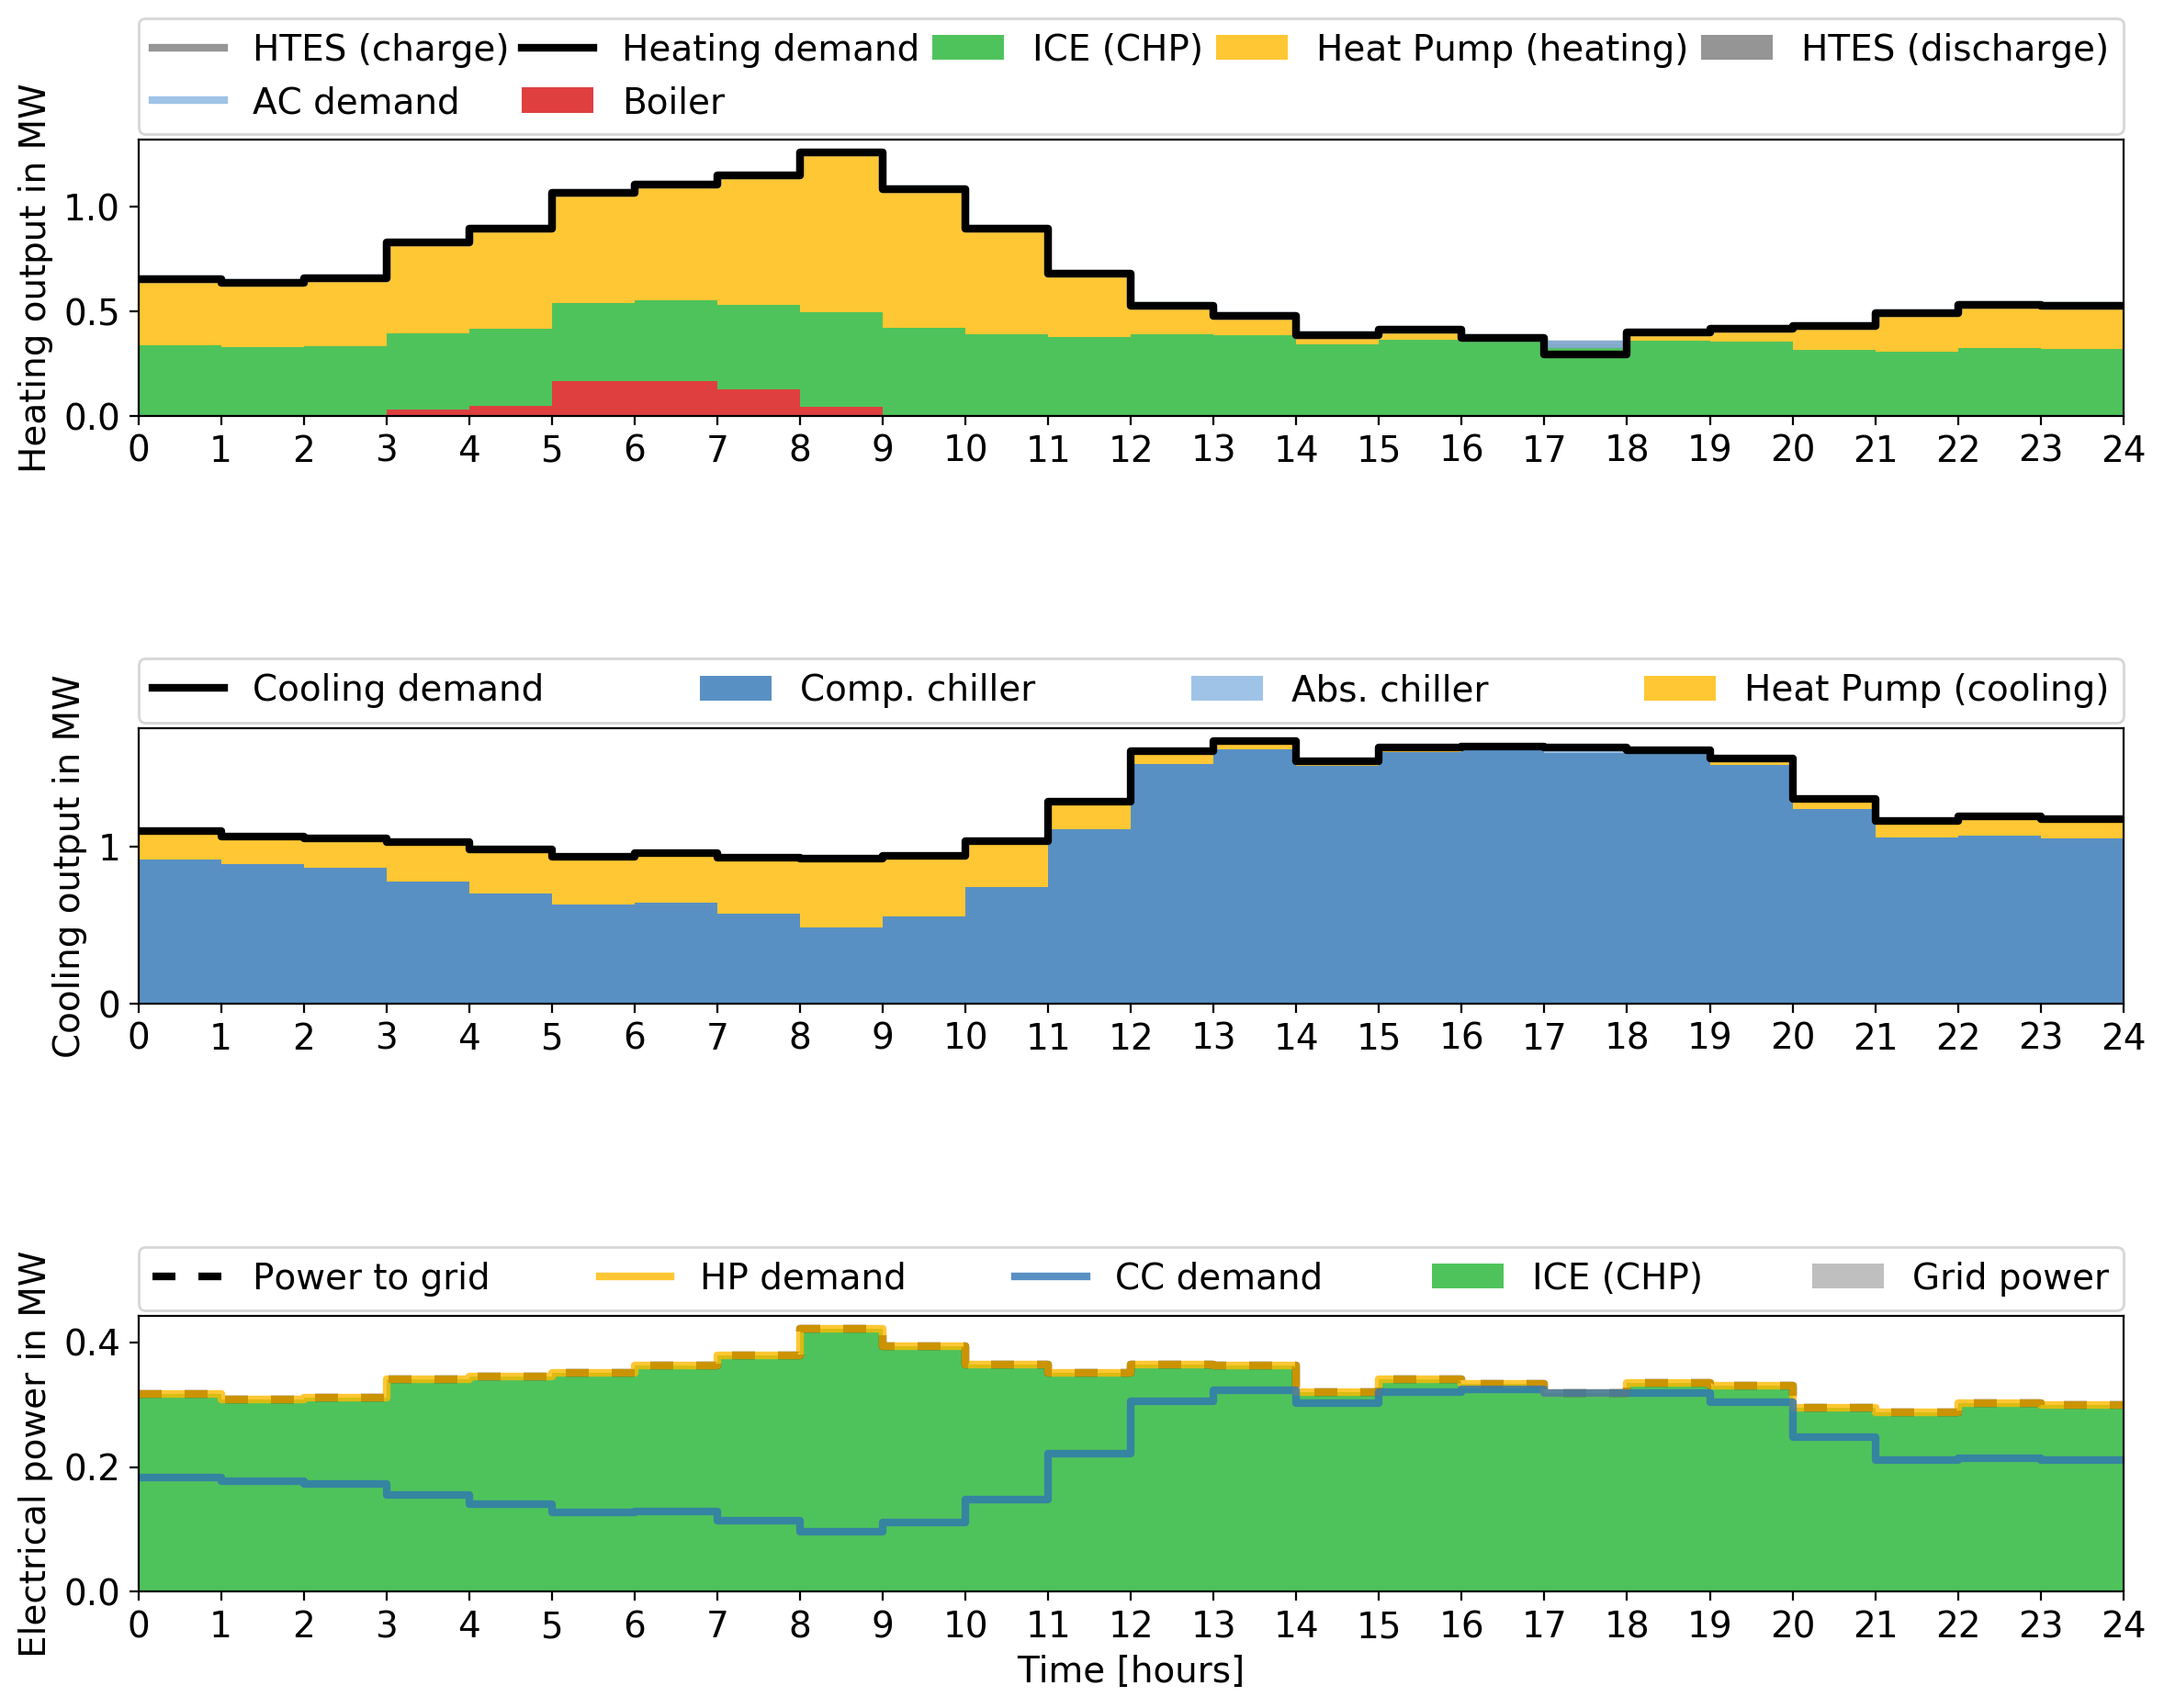 HTES (charge) Heating demand ICE (CHP) Heat Pump (heating) HTES (discharge)
AC demand Boiler
Heating output in MW
1.0
0.5
0.0
0 1 2 3 4 5 6 7 8 9 10 11 12 13 14 15 16 17 18 19 20 21 22 23 24
Cooling demand Comp. chiller Abs. chiller Heat Pump (cooling)
Cooling output in MW
1
0
0 1 2 3 4 5 6 7 8 9 10 11 12 13 14 15 16 17 18 19 20 21 22 23 24
Power to grid HP demand CC demand ICE (CHP) Grid power
Electrical power in MW
0.4
0.2
0.0
0 1 2 3 4 5 6 7 8 9 10 11 12 13 14 15 16 17 18 19 20 21 22 23 24
Time [hours]